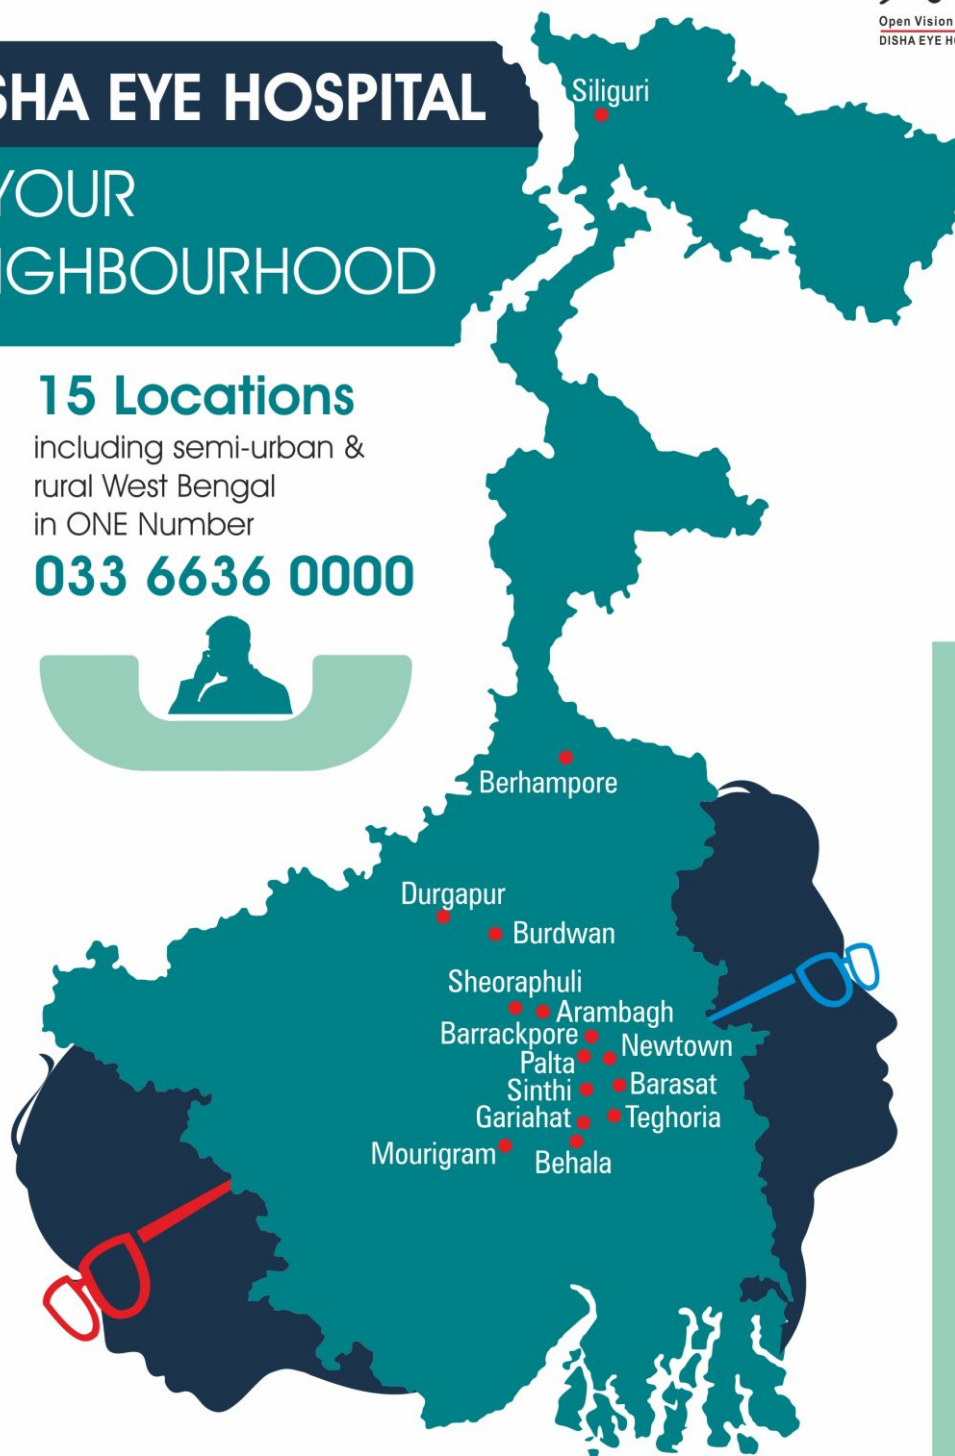 Open Vision
DISHA EYE H
SHA EYE HOSPITAL
YOUR
IGHBOURHOOD
15 Locations
including semi-urban &
rural West Bengal
in ONE Number
033 6636 0000
Siliguri
Berhampore
Durgapur
Burdwan
Sheoraphuli
Arambagh
Barrackpore
Newtown
Palta
Sinthi
Barasat
Gariahat
Teghoria
Mourigram
Behala